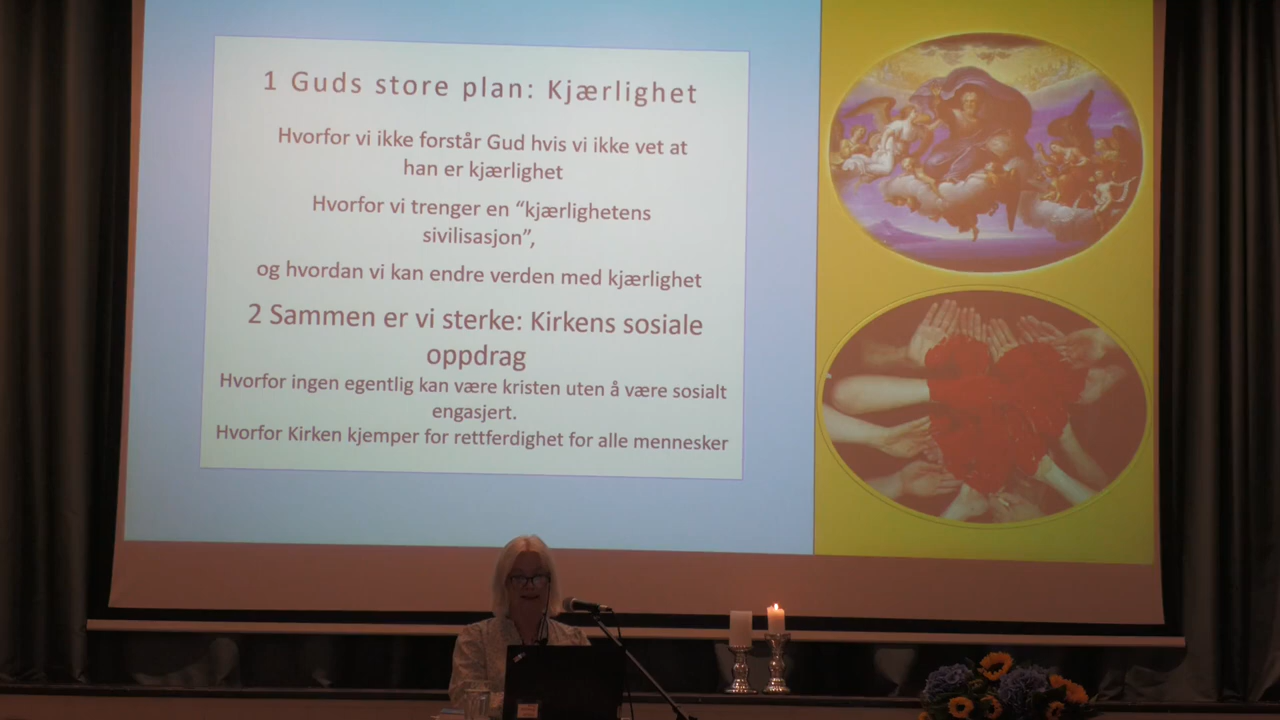 1 Guds store plan: Kjærlighet
Hvorfor vi ikke forstår Gud hvis vi ikke vet at
han er kjærlighet
Hvorfor vi trenger en “kjærlighetens
sivilisasjon”,
og hvordan vi kan endre verden med kjærlighet
2 Sammen er vi sterke: Kirkens sosiale
oppdrag
Hvorfor ingen egentlig kan være kristen uten å være sosialt
engasjert.
Hvorfor Kirken kjemper for rettferdighet for alle mennesker